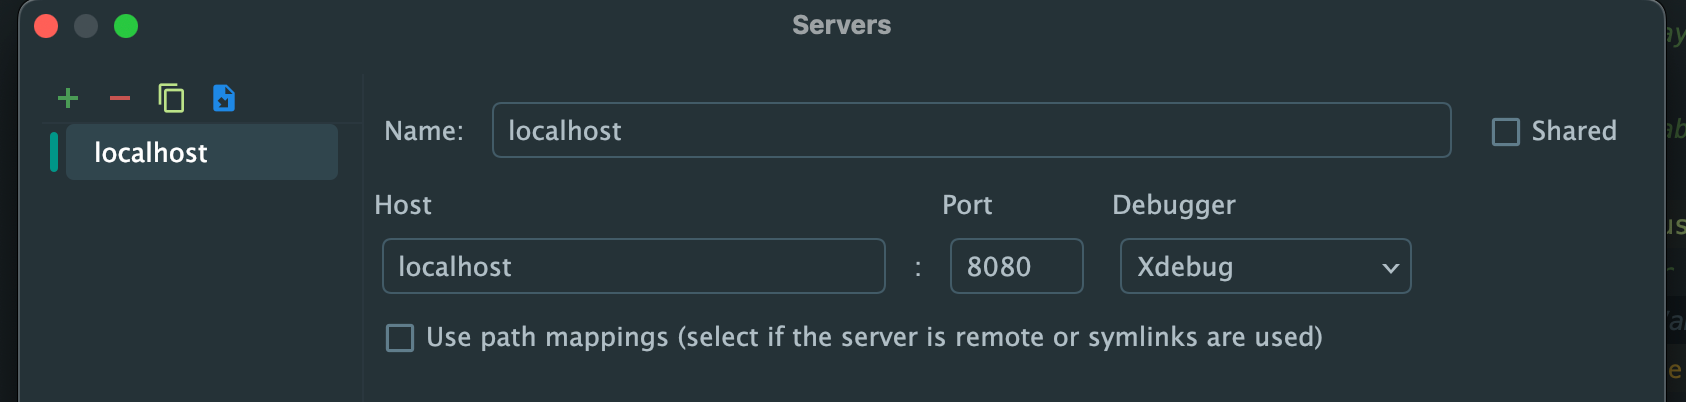 Servers
localhost
Name: localhost Shared
Host Port Debugger
localhost : 8080 Xdebug
Use path mappings (select if the server is remote or symlinks are used)